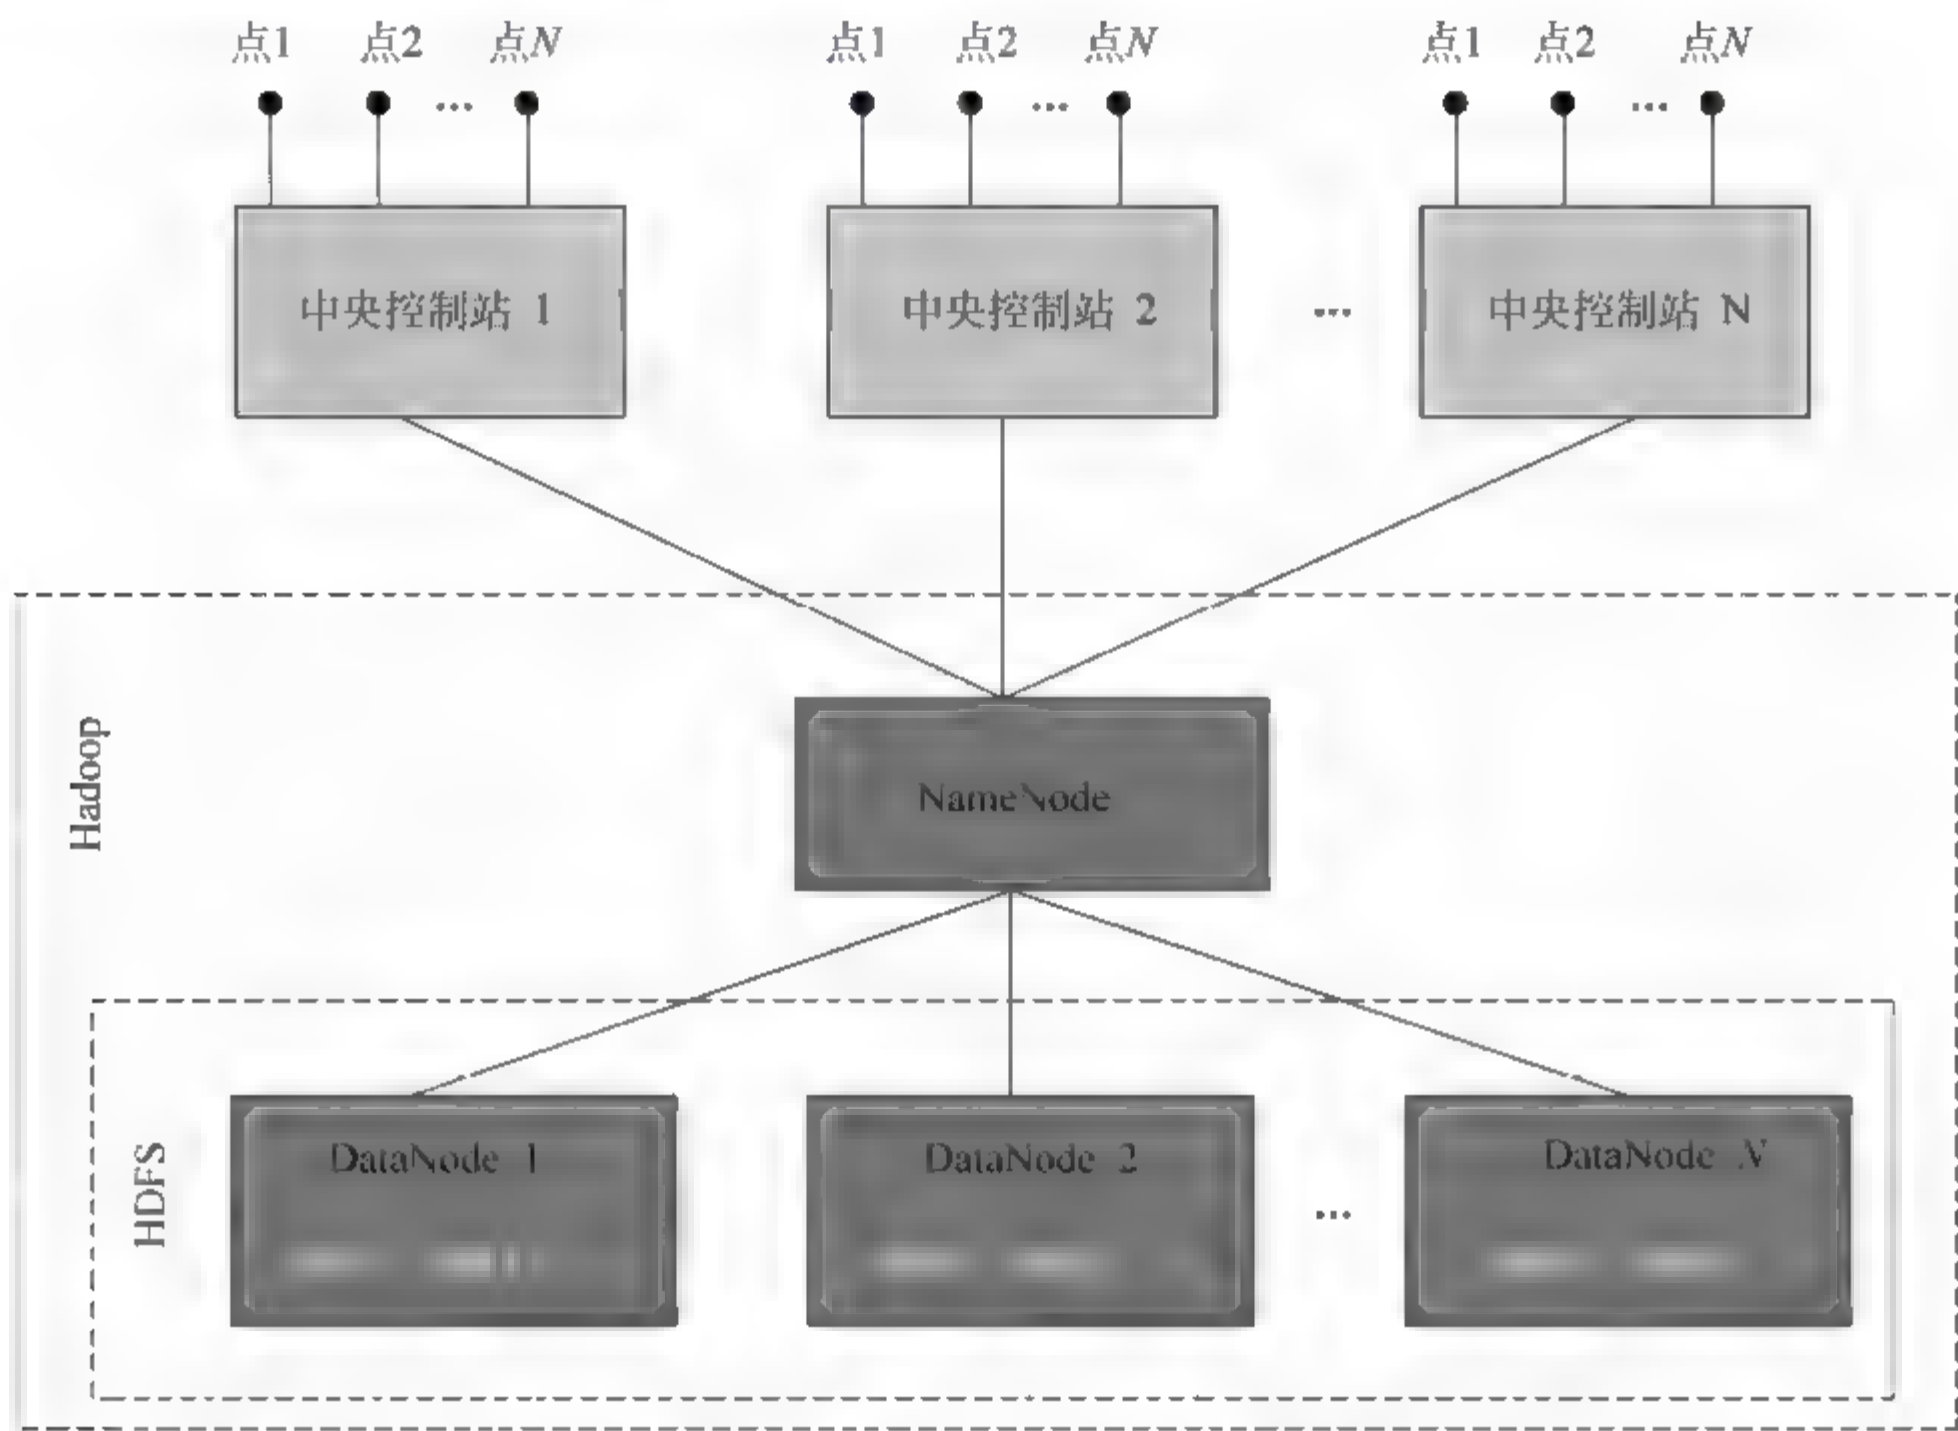 点1 点2 … 点N 点1 点2 … 点N 点1 点2 … 点N
中央控制站 1 中央控制站 2 … 中央控制站 N
Hadoop
NameNode
HDFS
DataNode 1 DataNode 2 … DataNode N